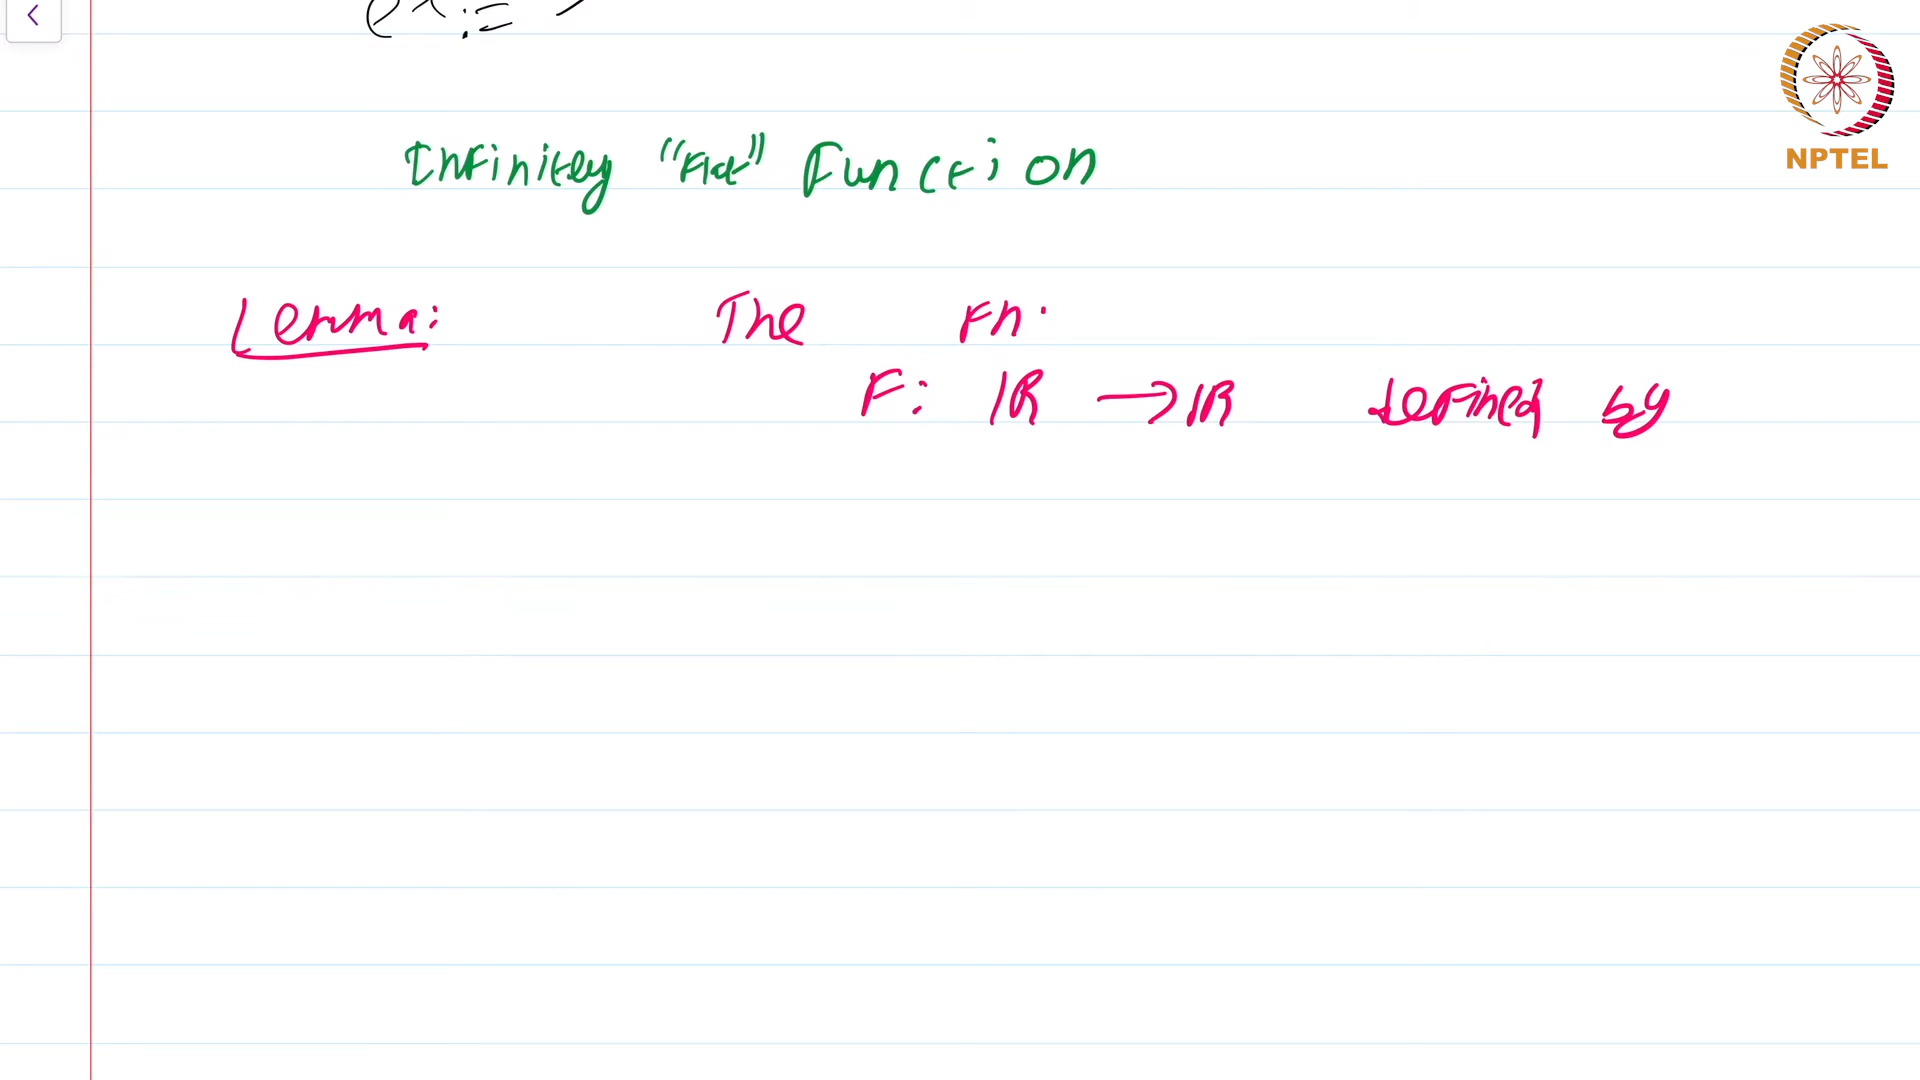 Infinitely "Flat" Function
Lemma: The Fn.
F: ℝ → ℝ defined by
NPTEL